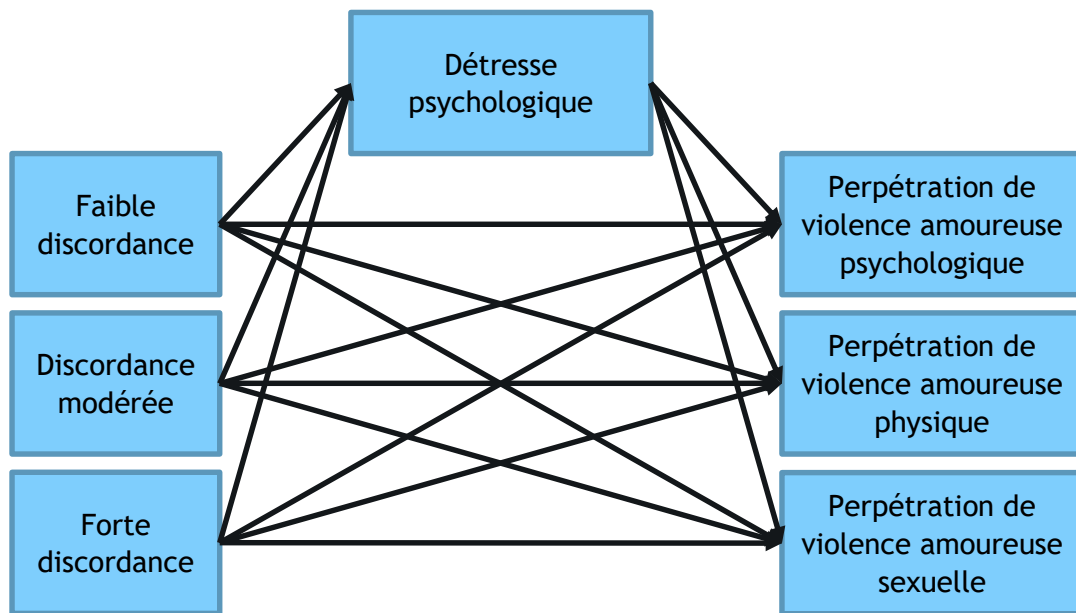 Détresse
psychologique
Faible
discordance
Perpétration de
violence amoureuse
psychologique
Discordance
modérée
Perpétration de
violence amoureuse
physique
Forte
discordance
Perpétration de
violence amoureuse
sexuelle